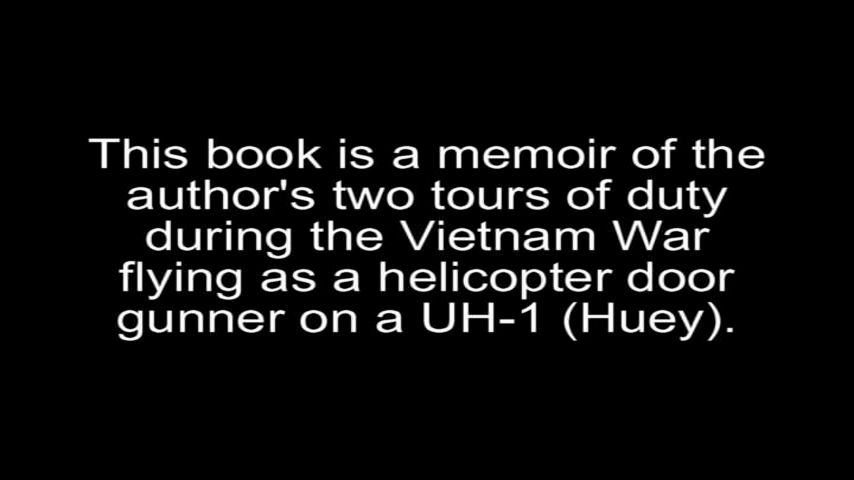 This book is a memoir of the
author's two tours of duty
during the Vietnam War
flying as a helicopter door
gunner on a UH-1 (Huey).